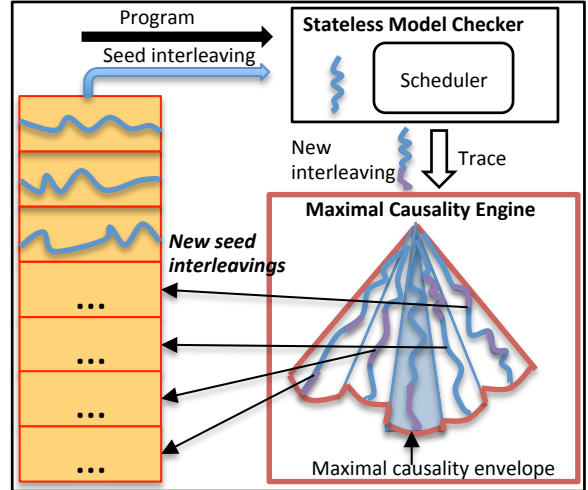 Program
Seed interleaving
Stateless Model Checker
Scheduler
New
interleaving
Trace
Maximal Causality Engine
New seed
interleavings
...
...
...
...
Maximal causality envelope